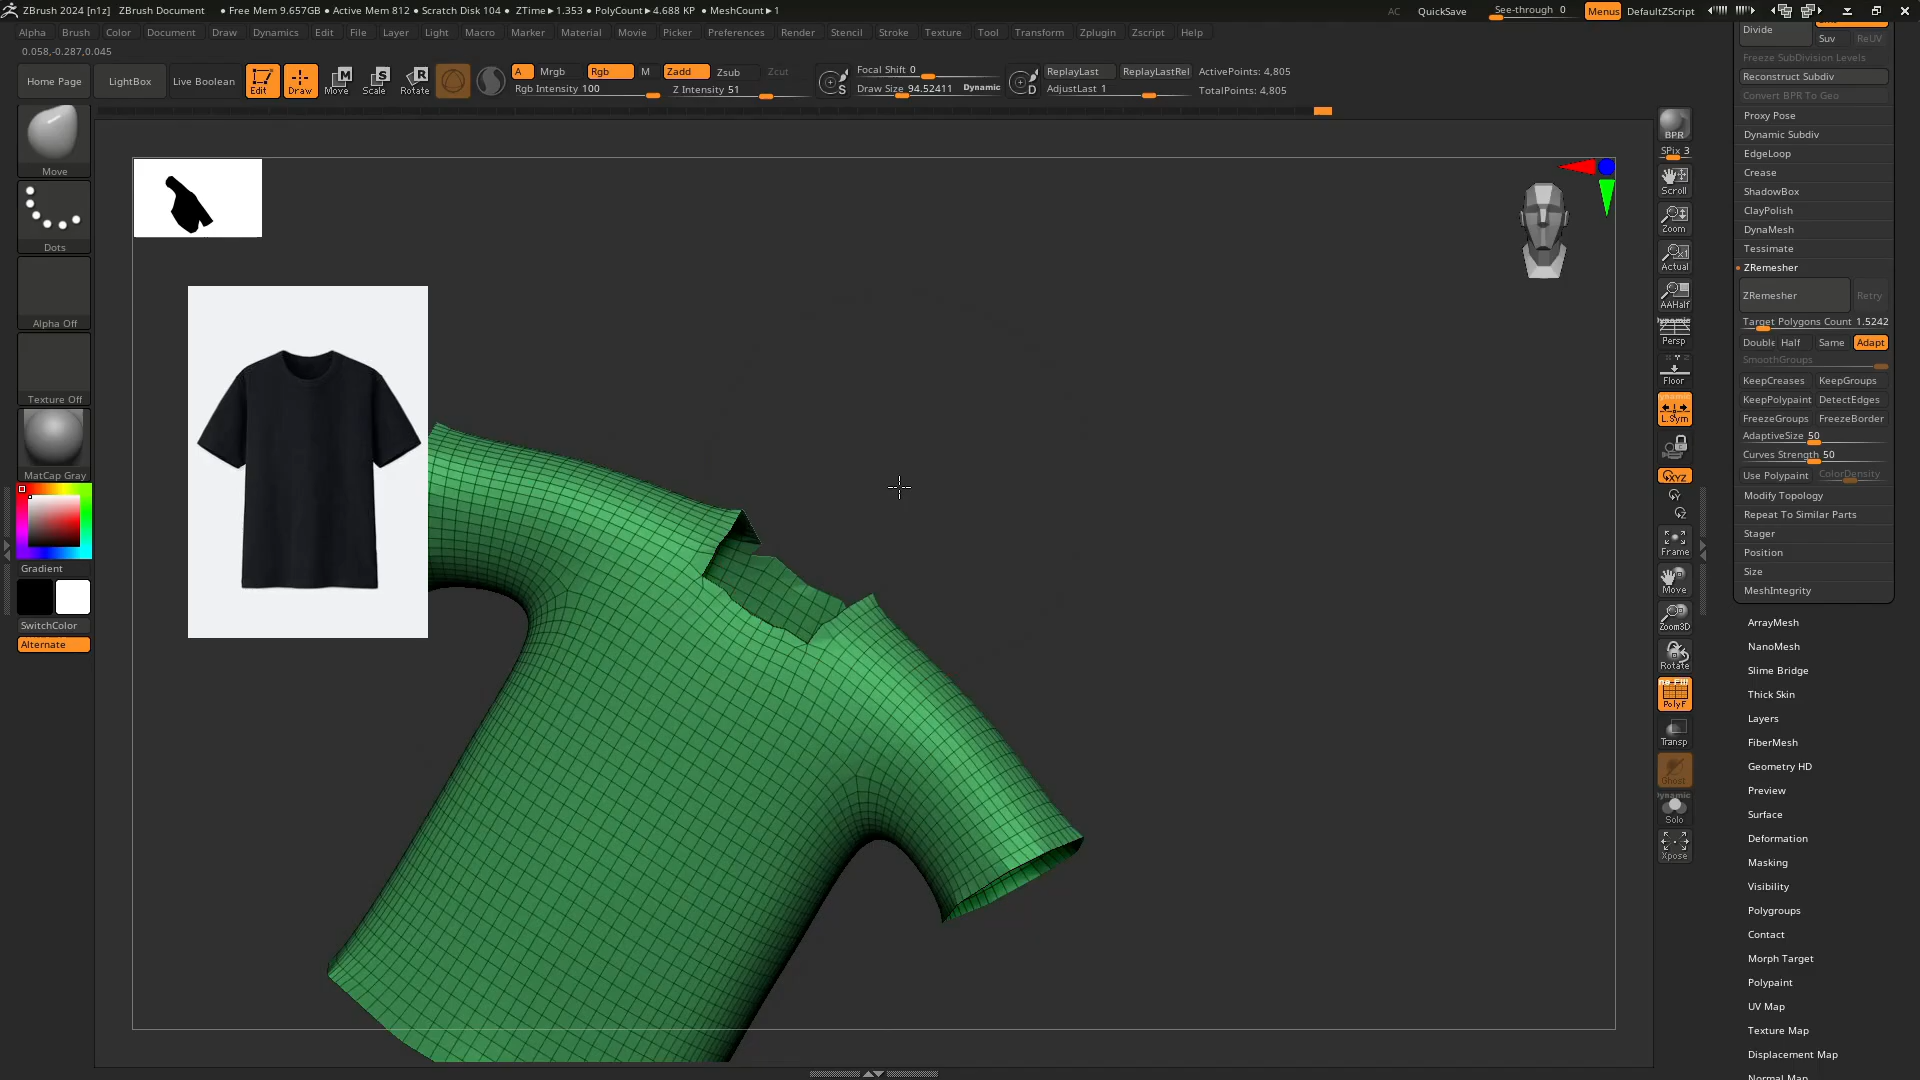 ZBrush 2024 [n1z] ZBrush Document • Free Mem 9.657GB • Active Mem 812 • Scratch Disk 104 • ZTime▸1.353 • PolyCount▸4.688 KP • MeshCount▸1
AC QuickSave See-through 0 Menus DefaultZScript
Alpha Brush Color Document Draw Dynamics Edit File Layer Light Macro Marker Material Movie Picker Preferences Render Stencil Stroke Texture Tool Transform Zplugin Zscript Help
0.058,-0.287,0.045
Home Page LightBox Live Boolean Edit Draw Move Scale Rotate
A Mrgb Rgb M Zadd Zsub Zcut
Rgb Intensity 100 Z Intensity 51
S Focal Shift 0
Draw Size 94.52411 Dynamic
D ReplayLast ReplayLastRel ActivePoints: 4,805
AdjustLast 1 TotalPoints: 4,805
Move
Dots
Alpha Off
Texture Off
MatCap Gray
Gradient
SwitchColor
Alternate
BPR
SPix 3
Scroll
Zoom
Actual
AAHalf
Dynamic
Persp
Floor
Dynamic
L.Sym
XYZ
Y
Z
Frame
Move
Zoom3D
Rotate
PolyF
Transp
Ghost
Dynamic
Solo
Xpose
Divide
Suv ReUV
Freeze SubDivision Levels
Reconstruct Subdiv
Convert BPR To Geo
Proxy Pose
Dynamic Subdiv
EdgeLoop
Crease
ShadowBox
ClayPolish
DynaMesh
Tessimate
ZRemesher
ZRemesher Retry
Target Polygons Count 1.5242
Double Half Same Adapt
SmoothGroups
KeepCreases KeepGroups
KeepPolypaint DetectEdges
FreezeGroups FreezeBorder
AdaptiveSize 50
Curves Strength 50
Use Polypaint ColorDensity
Modify Topology
Repeat To Similar Parts
Stager
Position
Size
MeshIntegrity
ArrayMesh
NanoMesh
Slime Bridge
Thick Skin
Layers
FiberMesh
Geometry HD
Preview
Surface
Deformation
Masking
Visibility
Polygroups
Contact
Morph Target
Polypaint
UV Map
Texture Map
Displacement Map
Normal Map